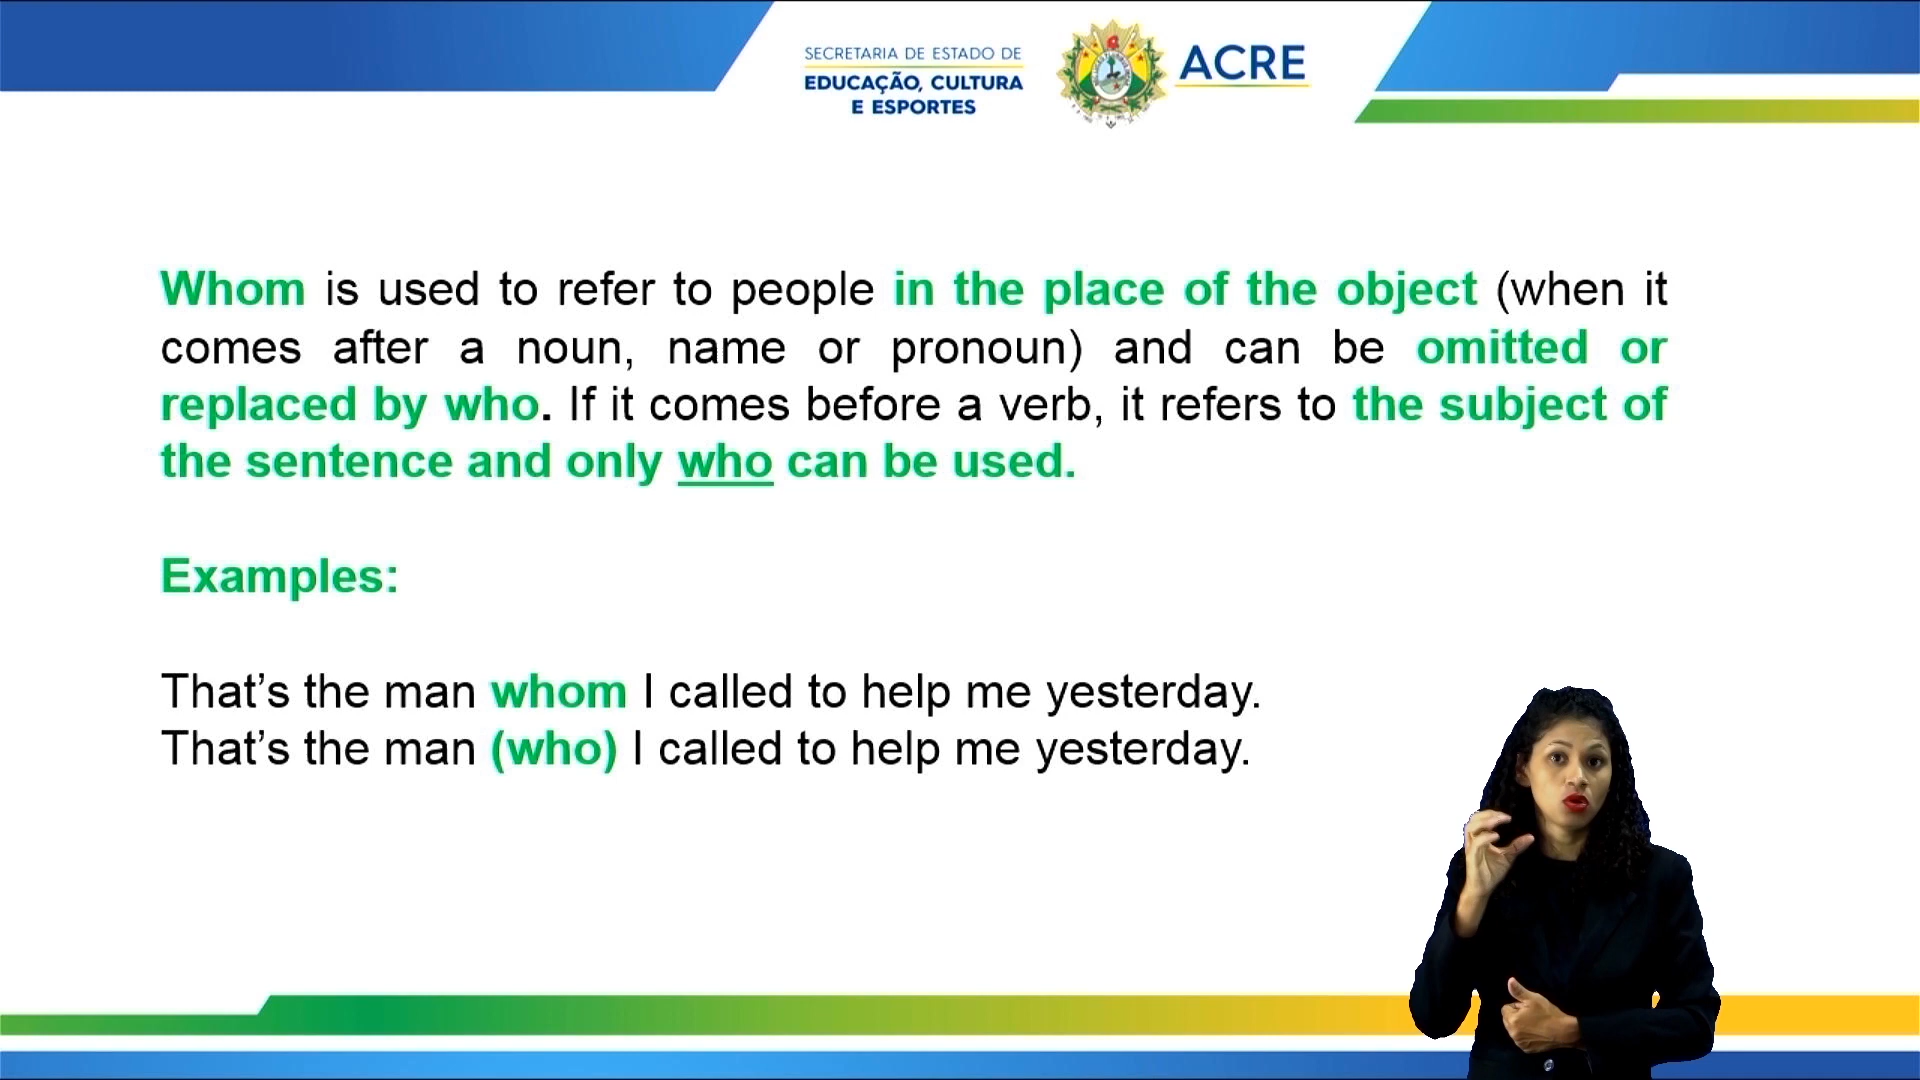 SECRETARIA DE ESTADO DE
EDUCAÇÃO, CULTURA
E ESPORTES
ACRE
Whom is used to refer to people in the place of the object (when it
comes after a noun, name or pronoun) and can be omitted or
replaced by who. If it comes before a verb, it refers to the subject of
the sentence and only who can be used.
Examples:
That’s the man whom I called to help me yesterday.
That’s the man (who) I called to help me yesterday.